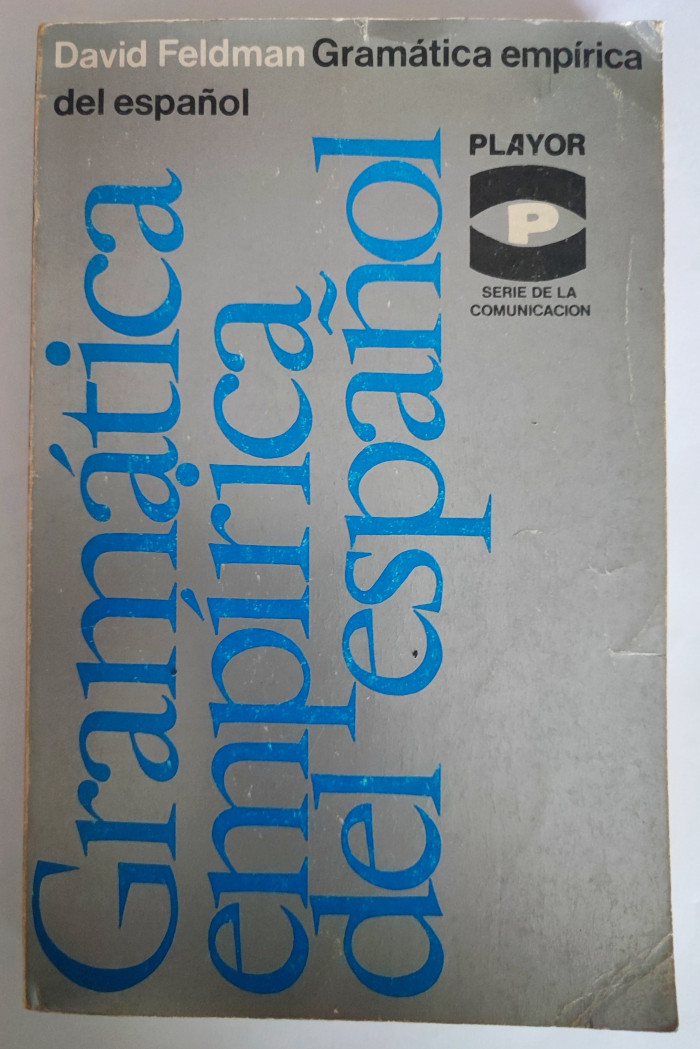 David Feldman Gramática empírica
del español
PLAYOR
P
SERIE DE LA
COMUNICACION
Gramática
empírica
del español